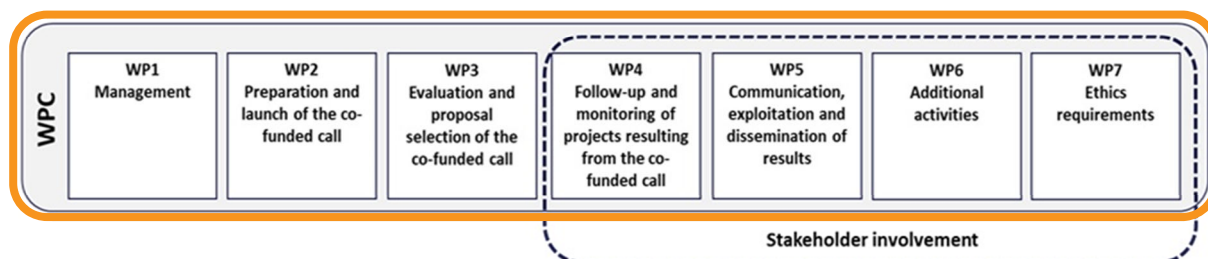 WPC
WP1
Management
WP2
Preparation and
launch of the co-
funded call
WP3
Evaluation and
proposal
selection of the
co-funded call
WP4
Follow-up and
monitoring of
projects resulting
from the co-
funded call
WP5
Communication,
exploitation and
dissemination of
results
WP6
Additional
activities
WP7
Ethics
requirements
Stakeholder involvement